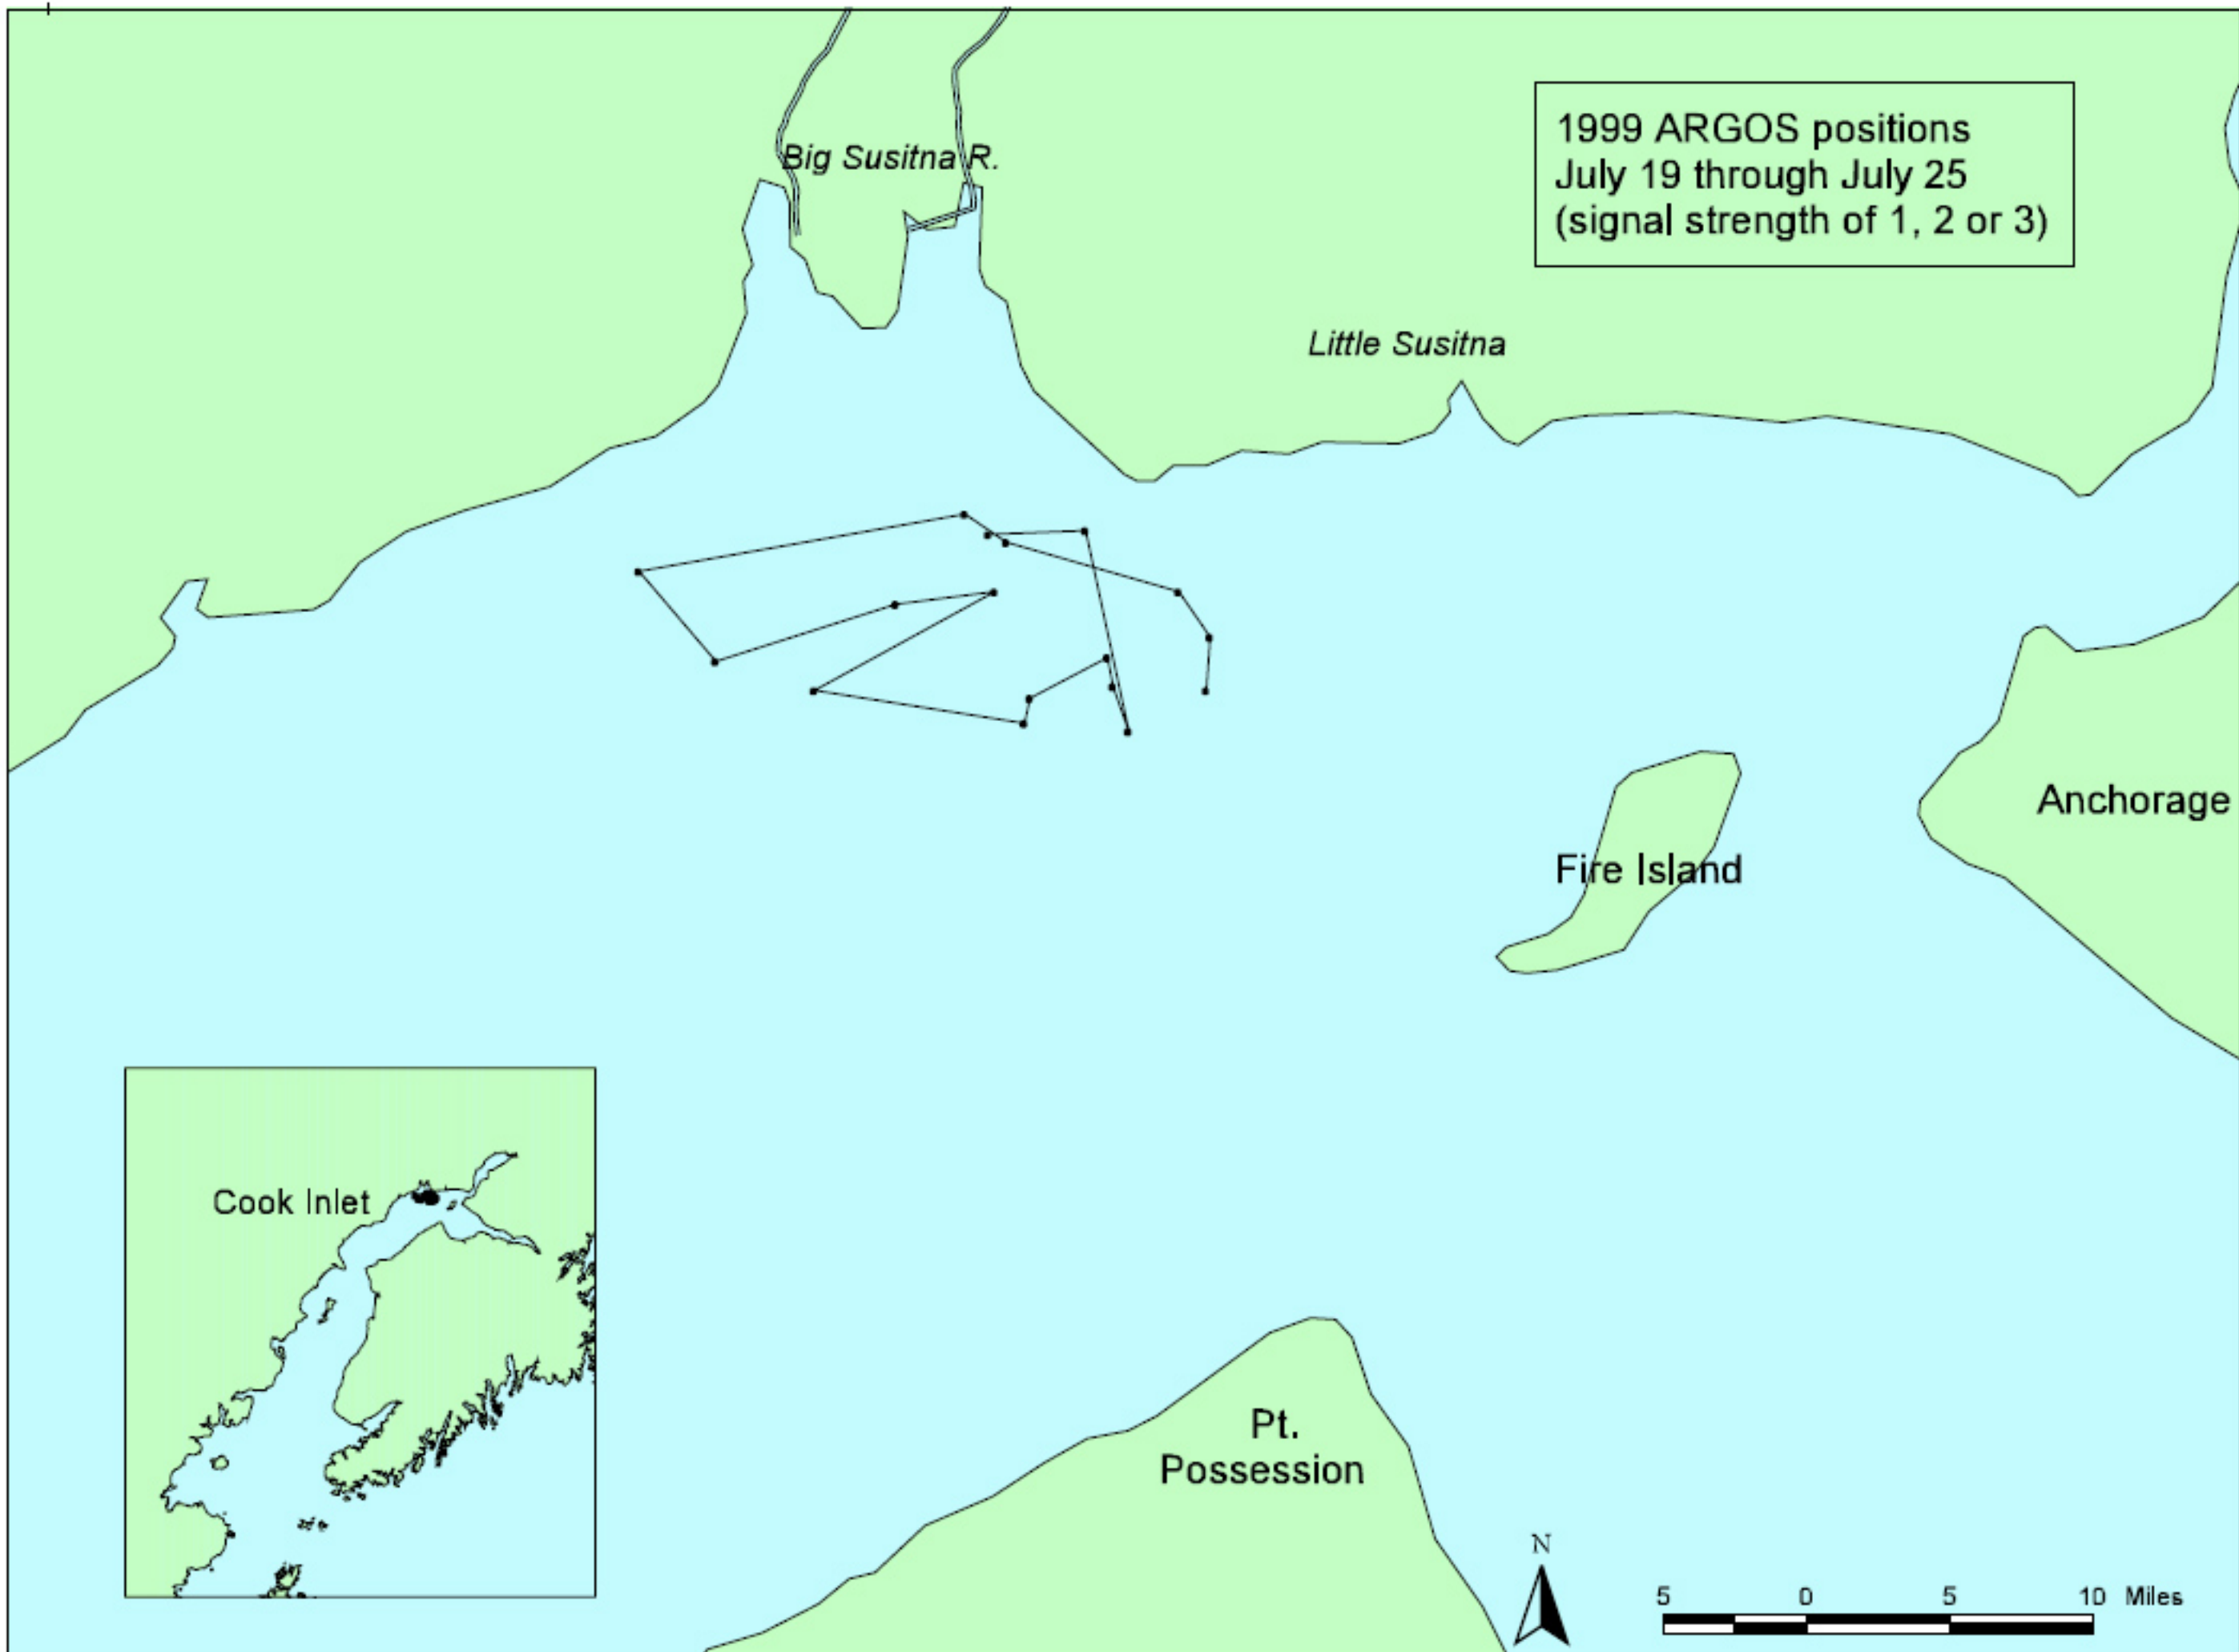 Big Susitna R.
1999 ARGOS positions
July 19 through July 25
(signal strength of 1, 2 or 3)
Little Susitna
Anchorage
Fire Island
Cook Inlet
Pt.
Possession
N
5 0 5 10 Miles